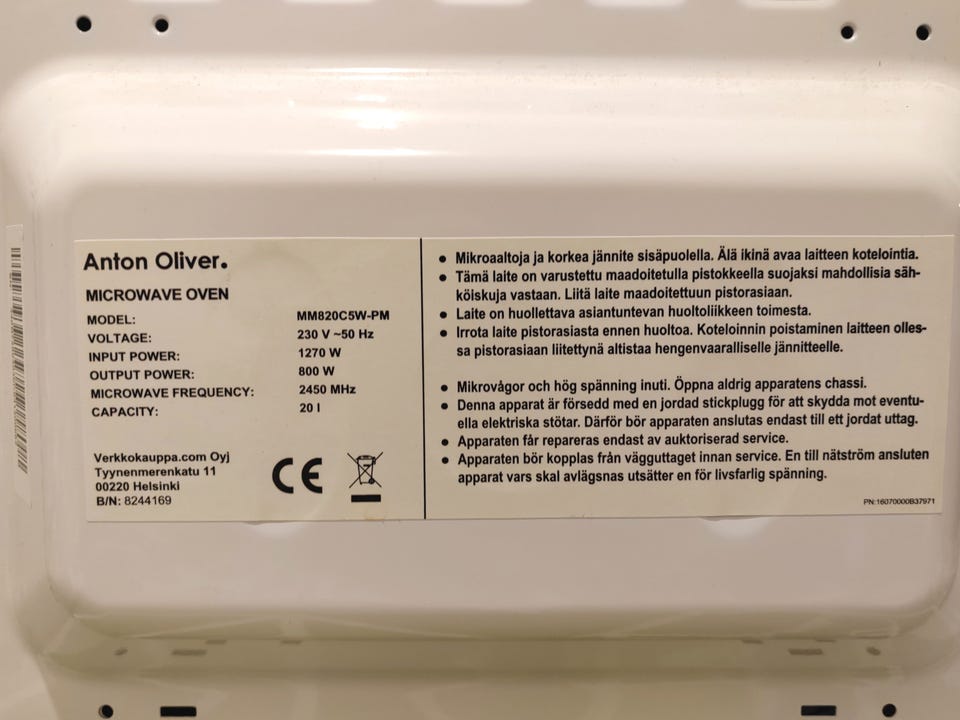 Anton Oliver.
MICROWAVE OVEN
MODEL: MM820C5W-PM
VOLTAGE: 230 V ~50 Hz
INPUT POWER: 1270 W
OUTPUT POWER: 800 W
MICROWAVE FREQUENCY: 2450 MHz
CAPACITY: 20 l
Verkkokauppa.com Oyj
Tyynenmerenkatu 11
00220 Helsinki
B/N: 8244169
CE
• Mikroaaltoja ja korkea jännite sisäpuolella. Älä ikinä avaa laitteen kotelointia.
• Tämä laite on varustettu maadoitetulla pistokkeella suojaksi mahdollisia säh-
köiskuja vastaan. Liitä laite maadoitettuun pistorasiaan.
• Laite on huollettava asiantuntevan huoltoliikkeen toimesta.
• Irrota laite pistorasiasta ennen huoltoa. Koteloinnin poistaminen laitteen olles-
sa pistorasiaan liitettynä altistaa hengenvaaralliselle jännitteelle.
• Mikrovågor och hög spänning inuti. Öppna aldrig apparatens chassi.
• Denna apparat är försedd med en jordad stickplugg för att skydda mot eventu-
ella elektriska stötar. Därför bör apparaten anslutas endast till ett jordat uttag.
• Apparaten får repareras endast av auktoriserad service.
• Apparaten bör kopplas från vägguttaget innan service. En till nätström ansluten
apparat vars skal avlägsnas utsätter en för livsfarlig spänning.
PN:16070000B37971